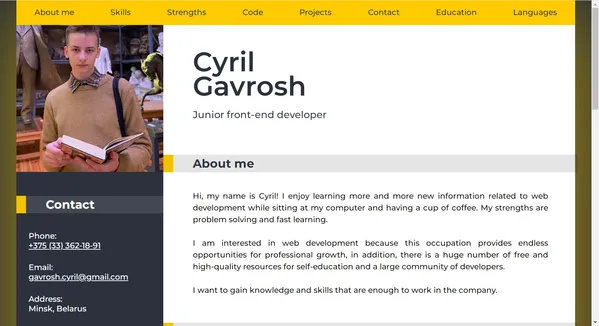 About me Skills Strengths Code Projects Contact Education Languages
Cyril
Gavrosh
Junior front-end developer
About me
Hi, my name is Cyril! I enjoy learning more and more new information related to web
development while sitting at my computer and having a cup of coffee. My strengths are
problem solving and fast learning.
I am interested in web development because this occupation provides endless
opportunities for professional growth, in addition, there is a huge number of free and
high-quality resources for self-education and a large community of developers.
I want to gain knowledge and skills that are enough to work in the company.
Contact
Phone:
+375 (33) 362-18-91
Email:
gavrosh.cyril@gmail.com
Address:
Minsk, Belarus